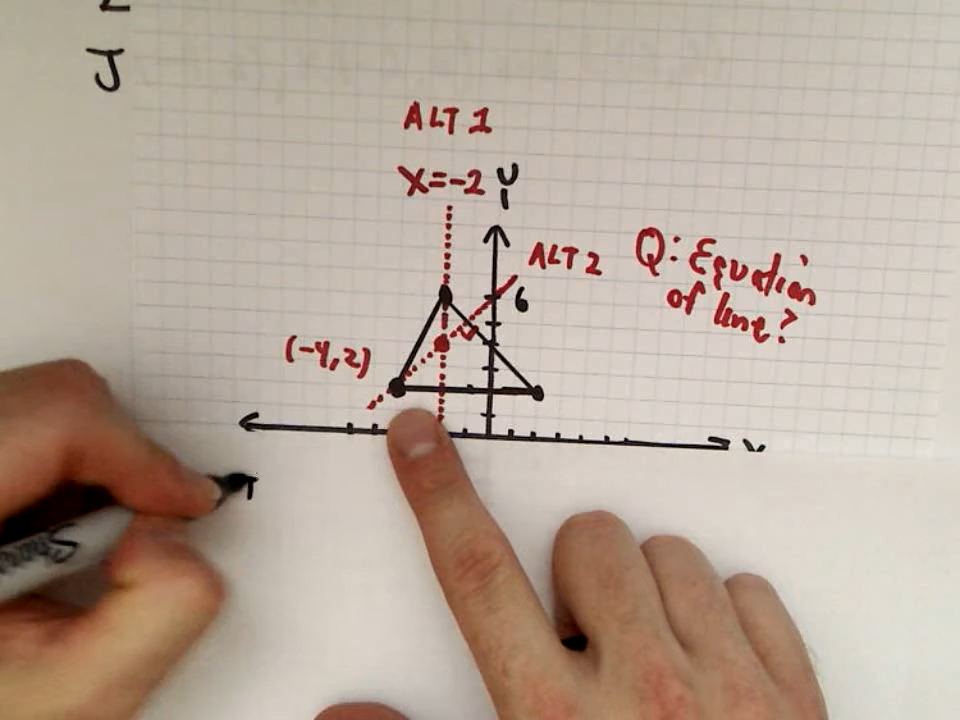 J
ALT 1
X=-2
y
ALT 2
Q: Equation
of line?
6
(-4,2)